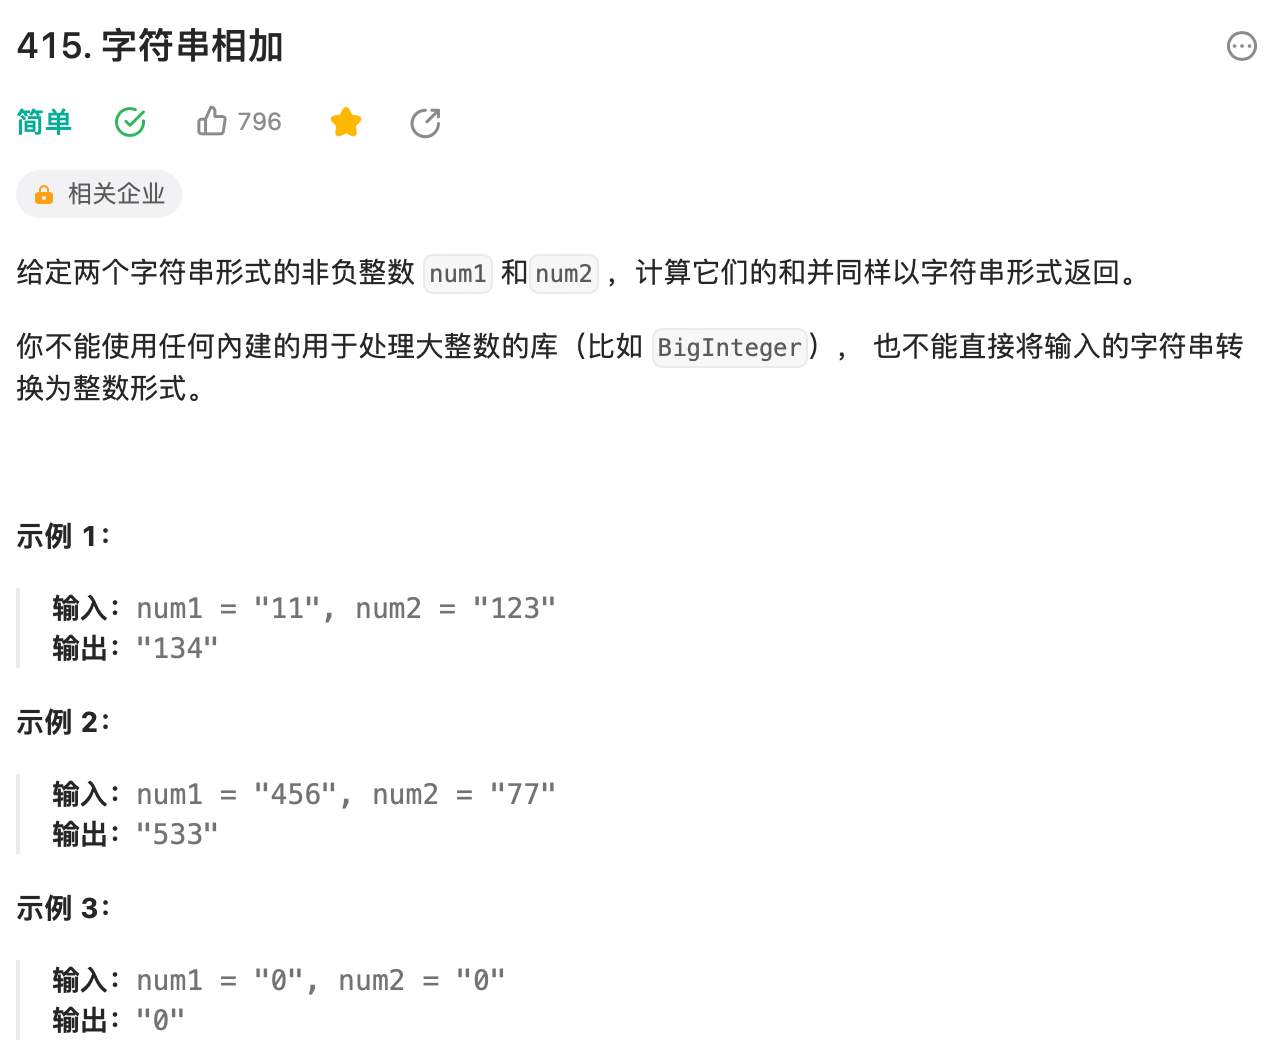 415. 字符串相加
简单 796
相关企业
给定两个字符串形式的非负整数 num1 和num2 ，计算它们的和并同样以字符串形式返回。
你不能使用任何內建的用于处理大整数的库（比如 BigInteger）， 也不能直接将输入的字符串转
换为整数形式。
示例 1：
输入：num1 = "11", num2 = "123"
输出："134"
示例 2：
输入：num1 = "456", num2 = "77"
输出："533"
示例 3：
输入：num1 = "0", num2 = "0"
输出："0"